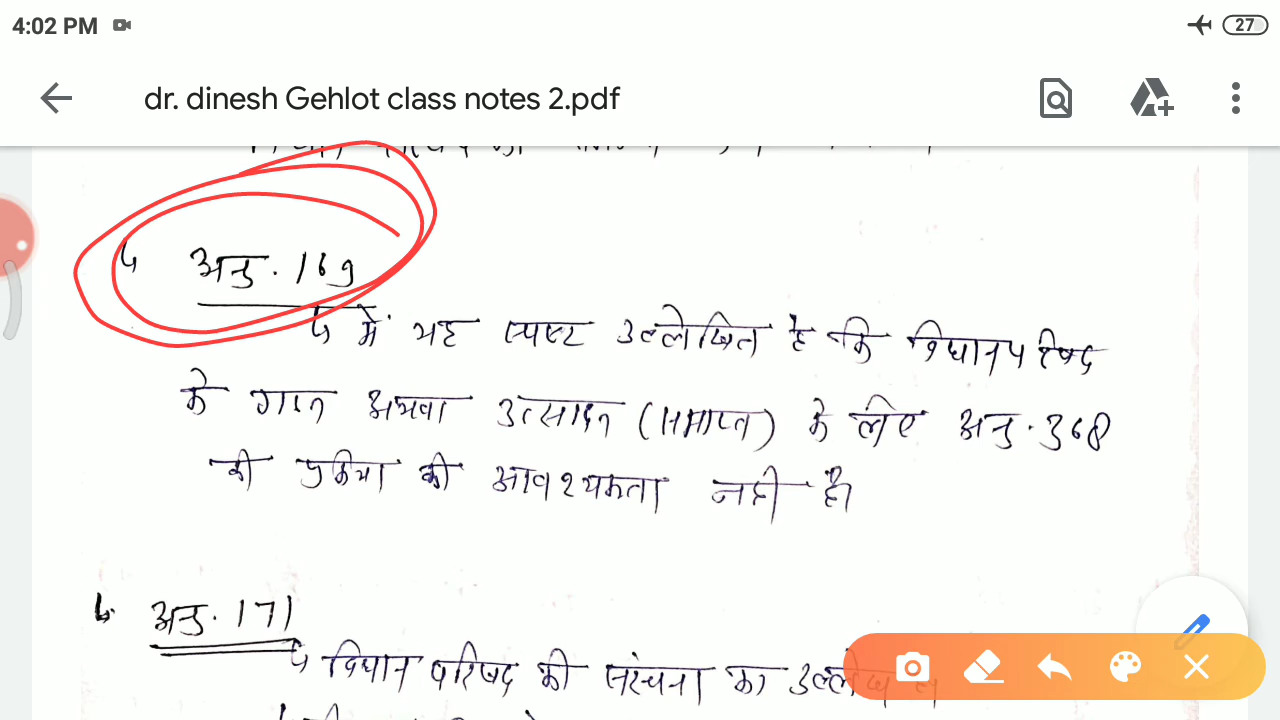 4:02 PM 27
dr. dinesh Gehlot class notes 2.pdf
अनु. 169
में यह स्पष्ट उल्लेखित है कि विधानपरिषद
के गठन अथवा उत्सादन (समाप्त) के लिए अनु. 368
की प्रक्रिया की आवश्यकता नही है।
अनु. 171
विधान परिषद की संरचना का